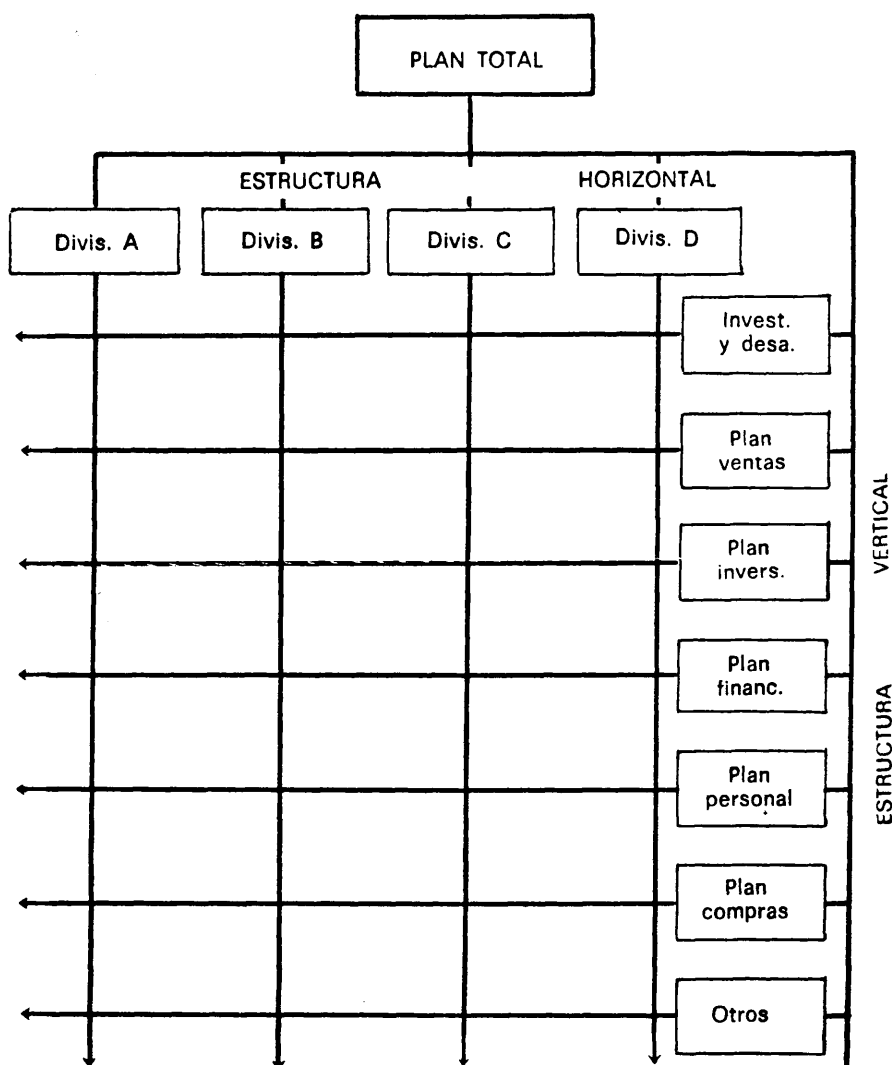 PLAN TOTAL
ESTRUCTURA HORIZONTAL
Divis. A
Divis. B
Divis. C
Divis. D
Invest.
y desa.
Plan
ventas
Plan
invers.
Plan
financ.
Plan
personal
Plan
compras
Otros
ESTRUCTURA VERTICAL